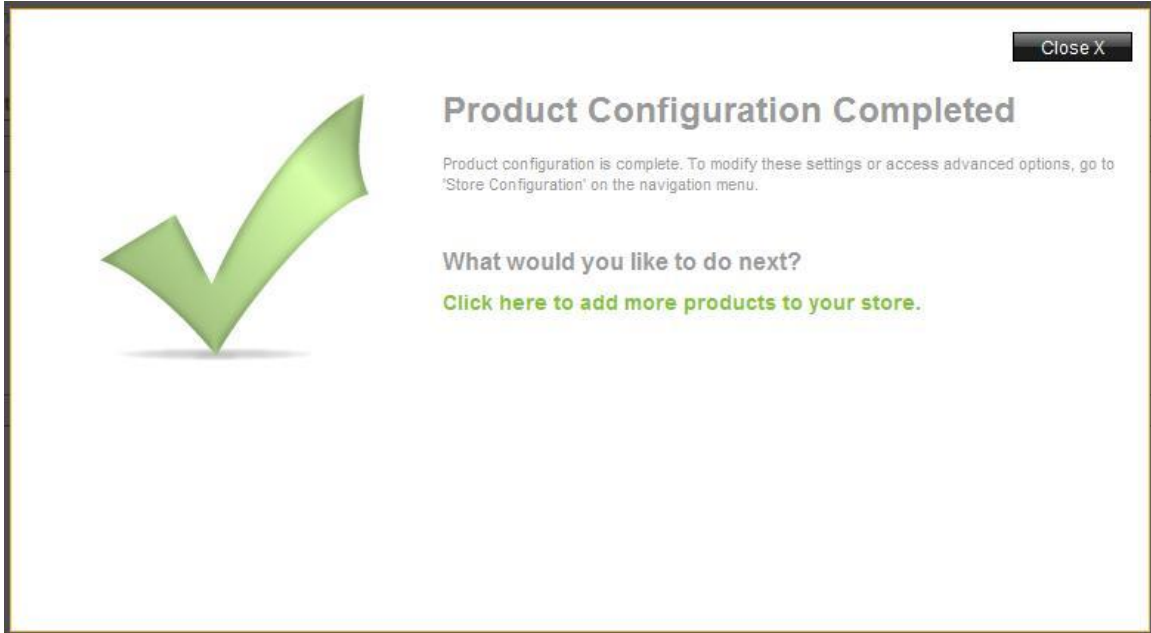 Close X
Product Configuration Completed
Product configuration is complete. To modify these settings or access advanced options, go to
'Store Configuration' on the navigation menu.
What would you like to do next?
Click here to add more products to your store.